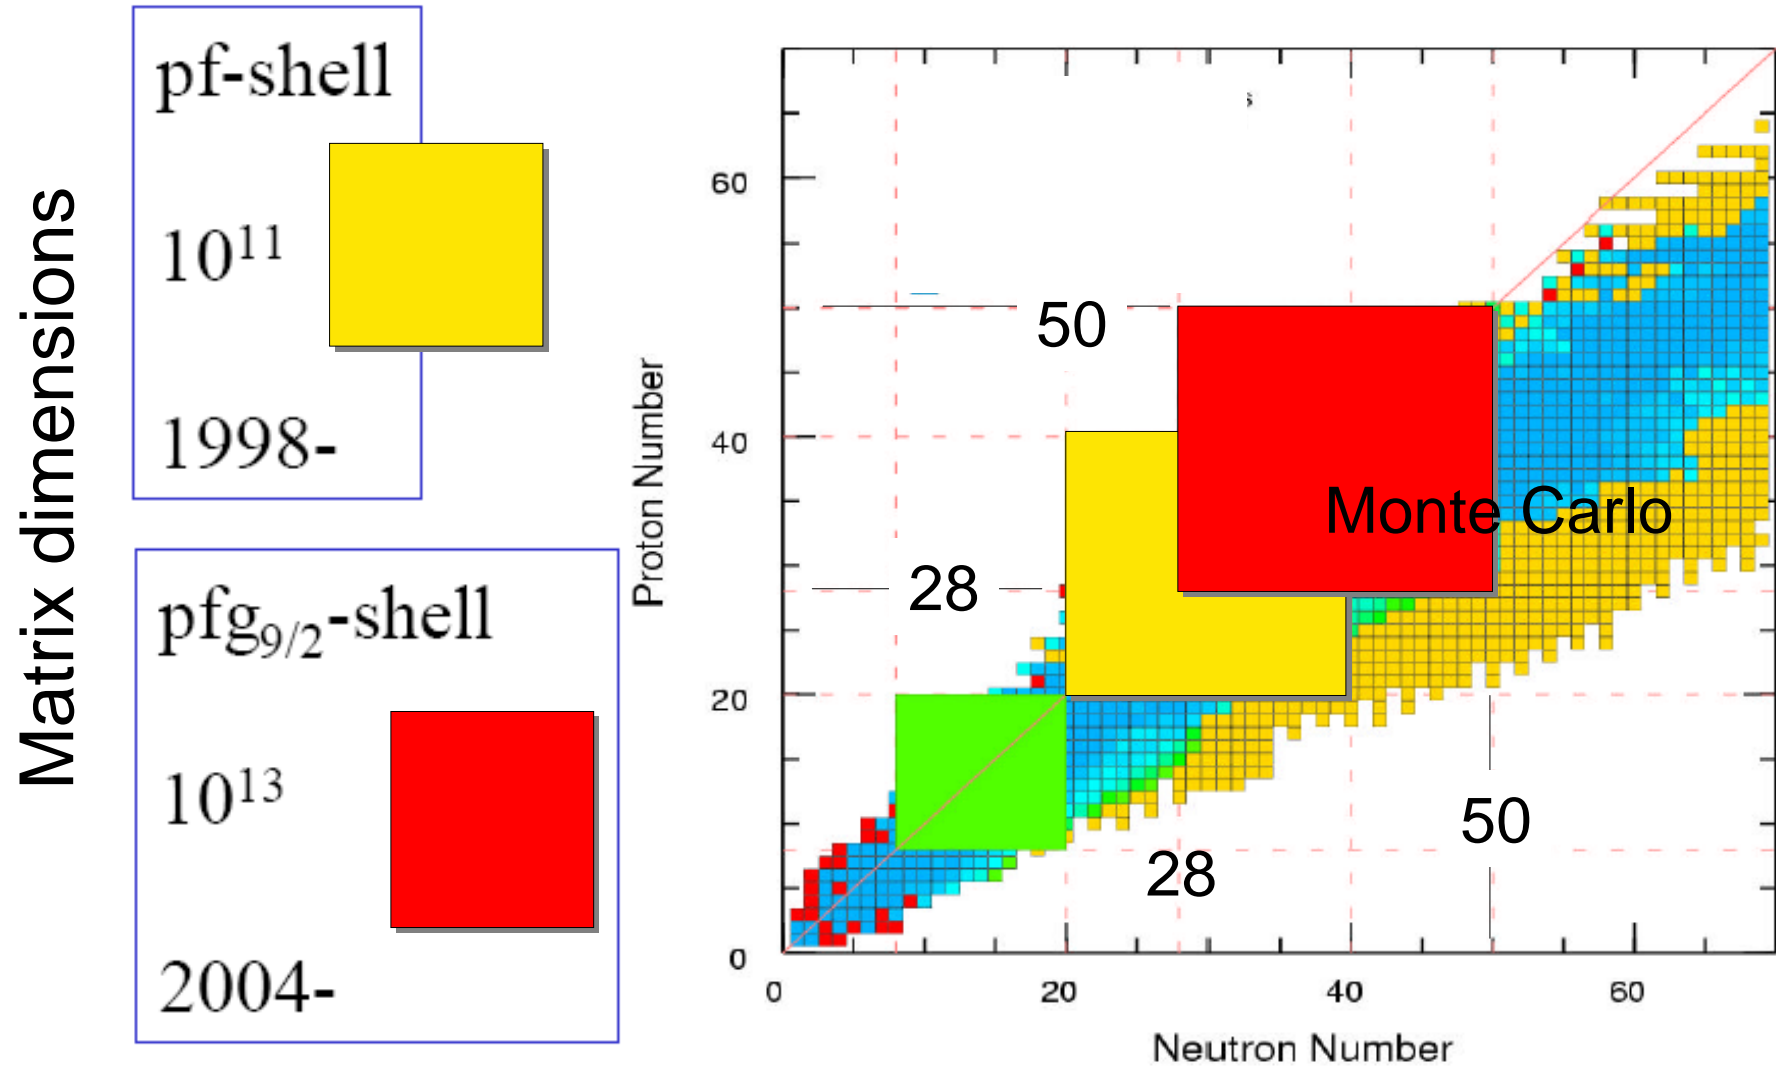 Matrix dimensions
pf-shell
10¹¹
1998-
pfg₉/₂-shell
10¹³
2004-
Proton Number
60
40
20
0
50
28
Monte Carlo
50
28
0
20
40
60
Neutron Number